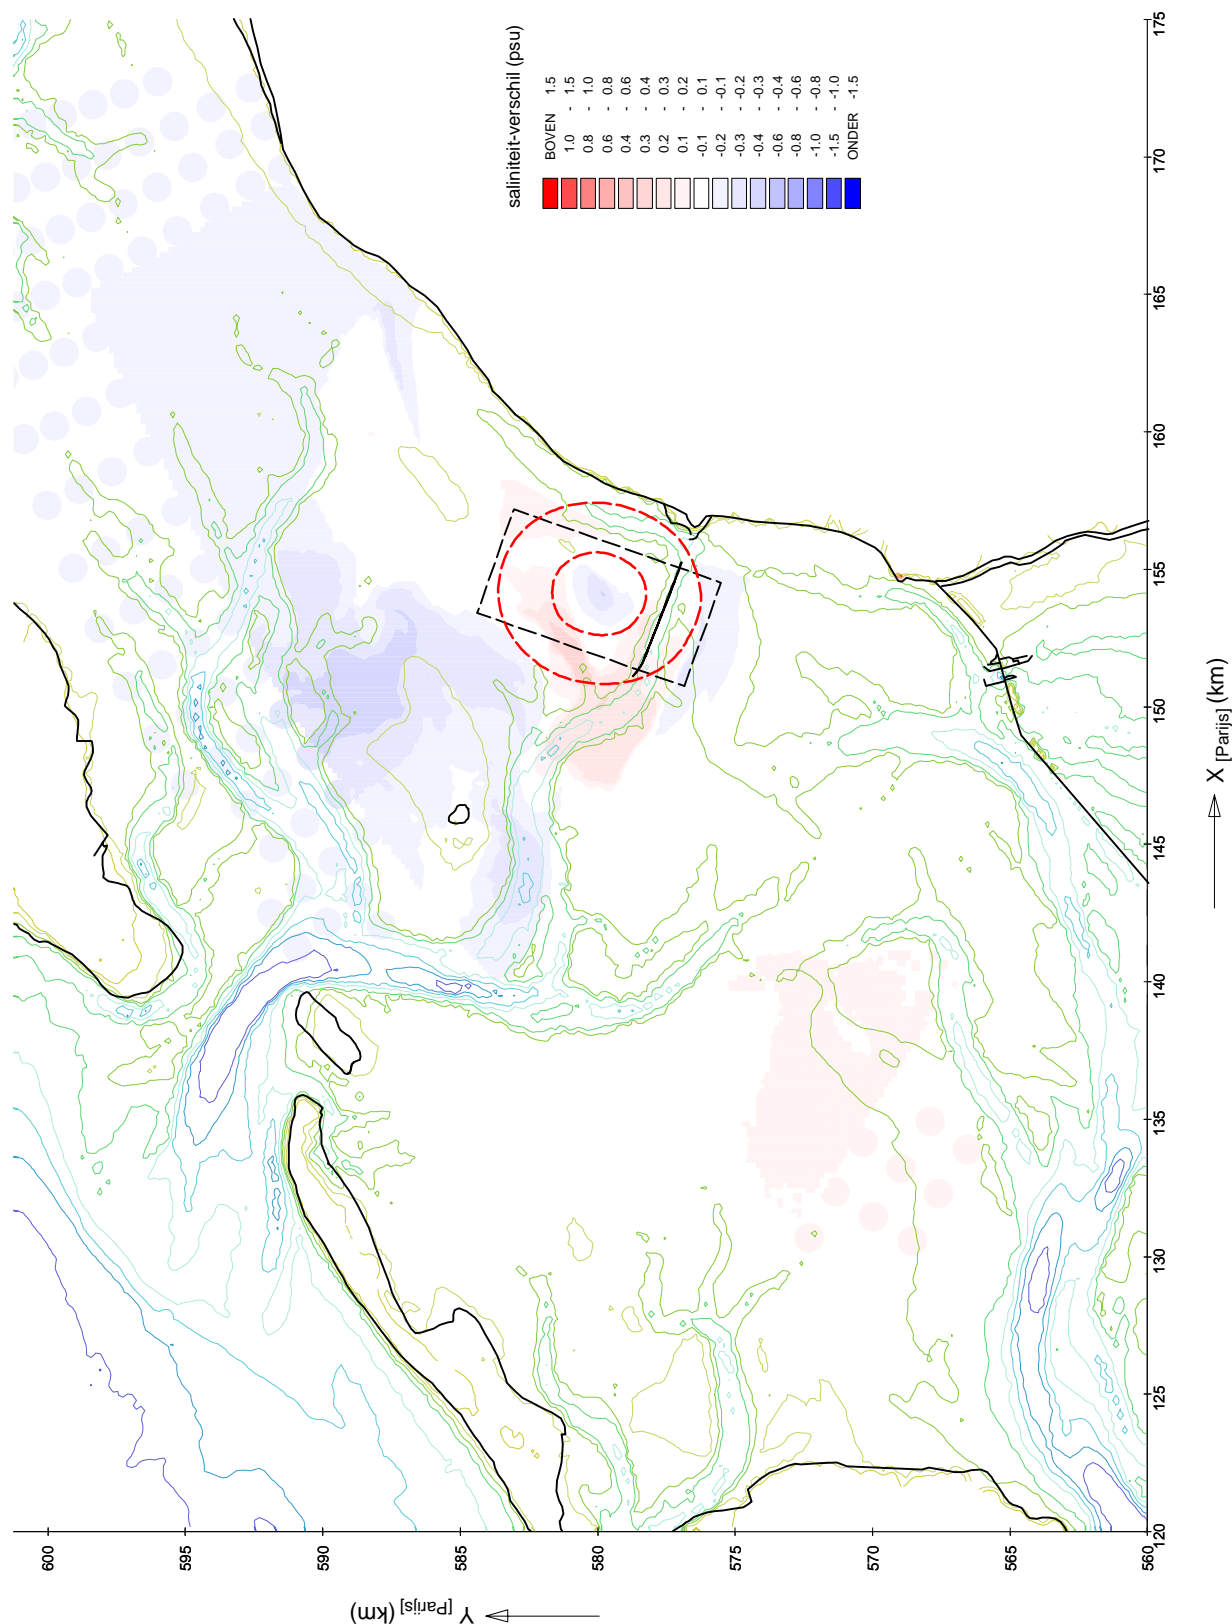 saliniteit-verschil (psu)
BOVEN 1.5
1.0 - 1.5
0.8 - 1.0
0.6 - 0.8
0.4 - 0.6
0.3 - 0.4
0.2 - 0.3
0.1 - 0.2
-0.1 - 0.1
-0.2 - -0.1
-0.3 - -0.2
-0.4 - -0.3
-0.6 - -0.4
-0.8 - -0.6
-1.0 - -0.8
-1.5 - -1.0
ONDER -1.5
600
595
590
585
580
575
570
565
560
Y [Parijs] (km)
120
125
130
135
140
145
150
155
160
165
170
175
X [Parijs] (km)